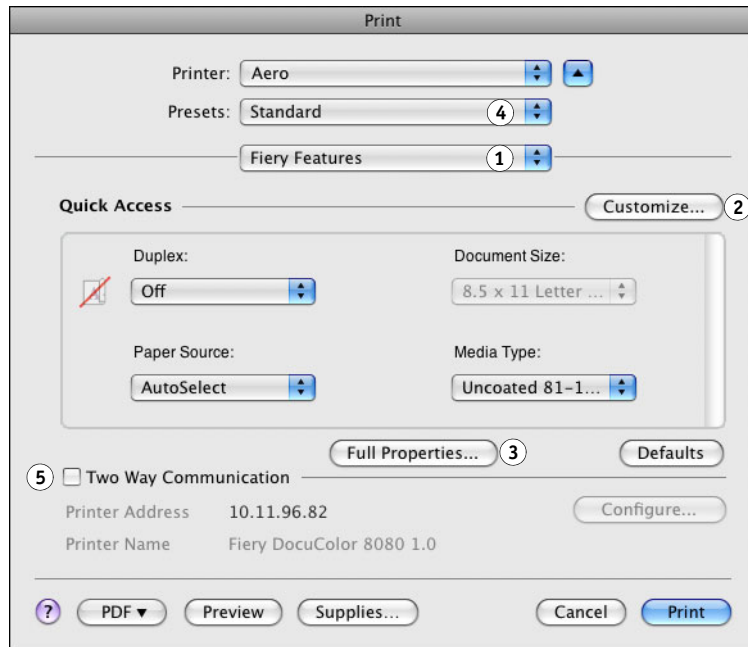 Print
Printer: Aero
Presets: Standard 4
Fiery Features 1
Quick Access Customize... 2
Duplex: Document Size:
Off 8.5 x 11 Letter ...
Paper Source: Media Type:
AutoSelect Uncoated 81-1...
Full Properties... 3 Defaults
5 Two Way Communication
Printer Address 10.11.96.82 Configure...
Printer Name Fiery DocuColor 8080 1.0
? PDF ▼ Preview Supplies... Cancel Print